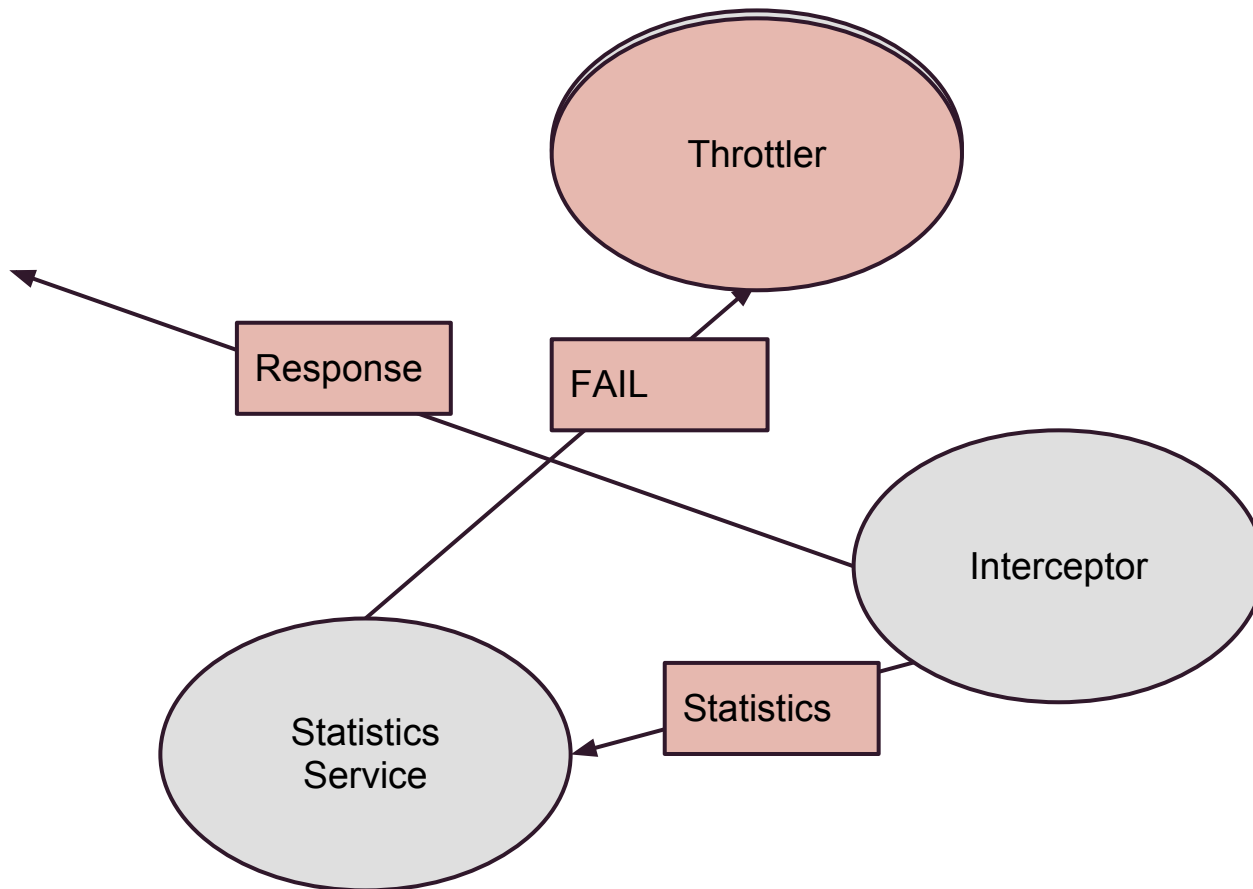 Throttler
Response
FAIL
Interceptor
Statistics
Statistics
Service